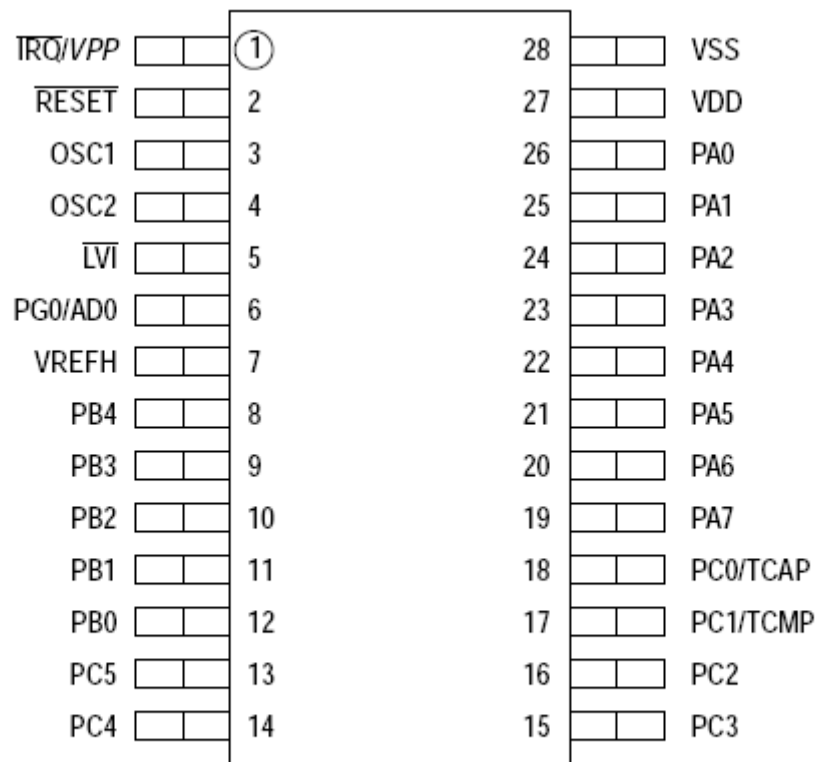 IRQ/VPP 1 28 VSS
RESET 2 27 VDD
OSC1 3 26 PA0
OSC2 4 25 PA1
LVI 5 24 PA2
PG0/AD0 6 23 PA3
VREFH 7 22 PA4
PB4 8 21 PA5
PB3 9 20 PA6
PB2 10 19 PA7
PB1 11 18 PC0/TCAP
PB0 12 17 PC1/TCMP
PC5 13 16 PC2
PC4 14 15 PC3